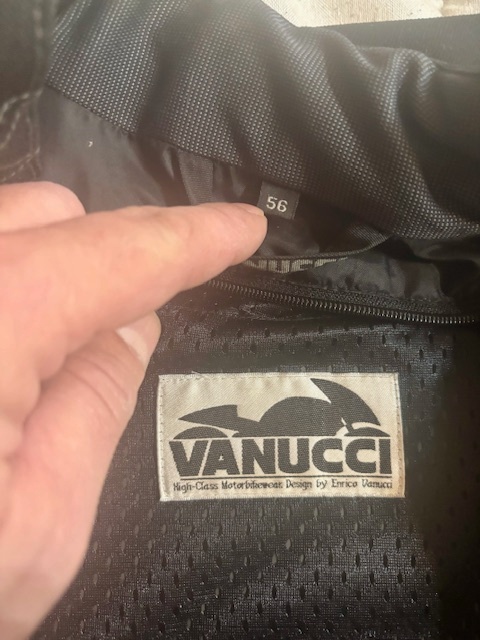 56
VANUCCI
High-Class Motorbikewear Design by Enrico Vanucci